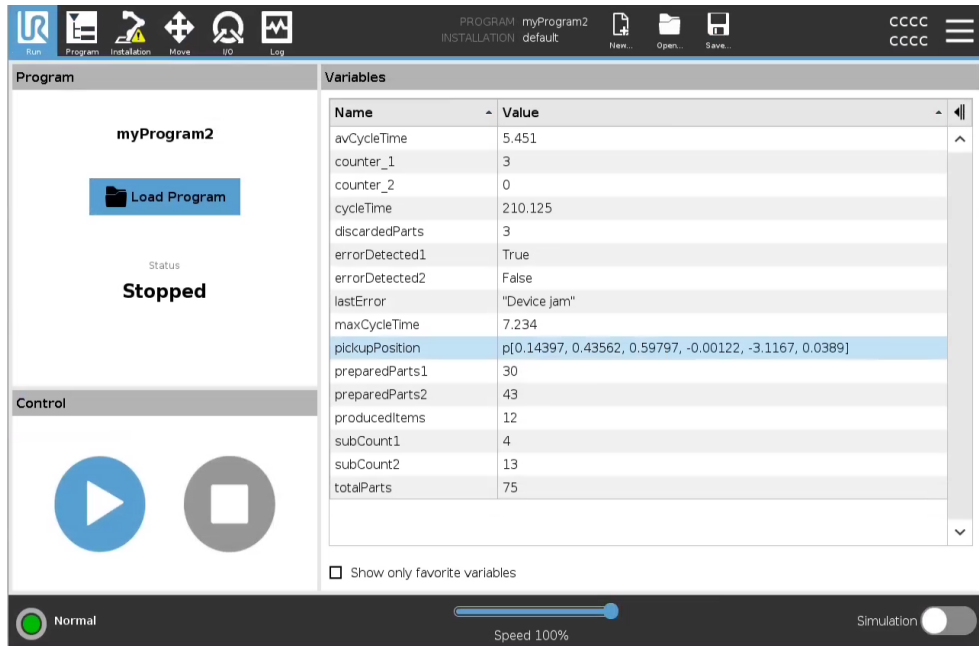 UR
Run
Program
Installation
Move
I/O
Log
PROGRAM myProgram2
INSTALLATION default
New...
Open...
Save...
CCCC
CCCC
Program
myProgram2
Load Program
Status
Stopped
Control
Variables
Name Value
avCycleTime 5.451
counter_1 3
counter_2 0
cycleTime 210.125
discardedParts 3
errorDetected1 True
errorDetected2 False
lastError "Device jam"
maxCycleTime 7.234
pickupPosition p[0.14397, 0.43562, 0.59797, -0.00122, -3.1167, 0.0389]
preparedParts1 30
preparedParts2 43
producedItems 12
subCount1 4
subCount2 13
totalParts 75
Show only favorite variables
Normal
Speed 100%
Simulation